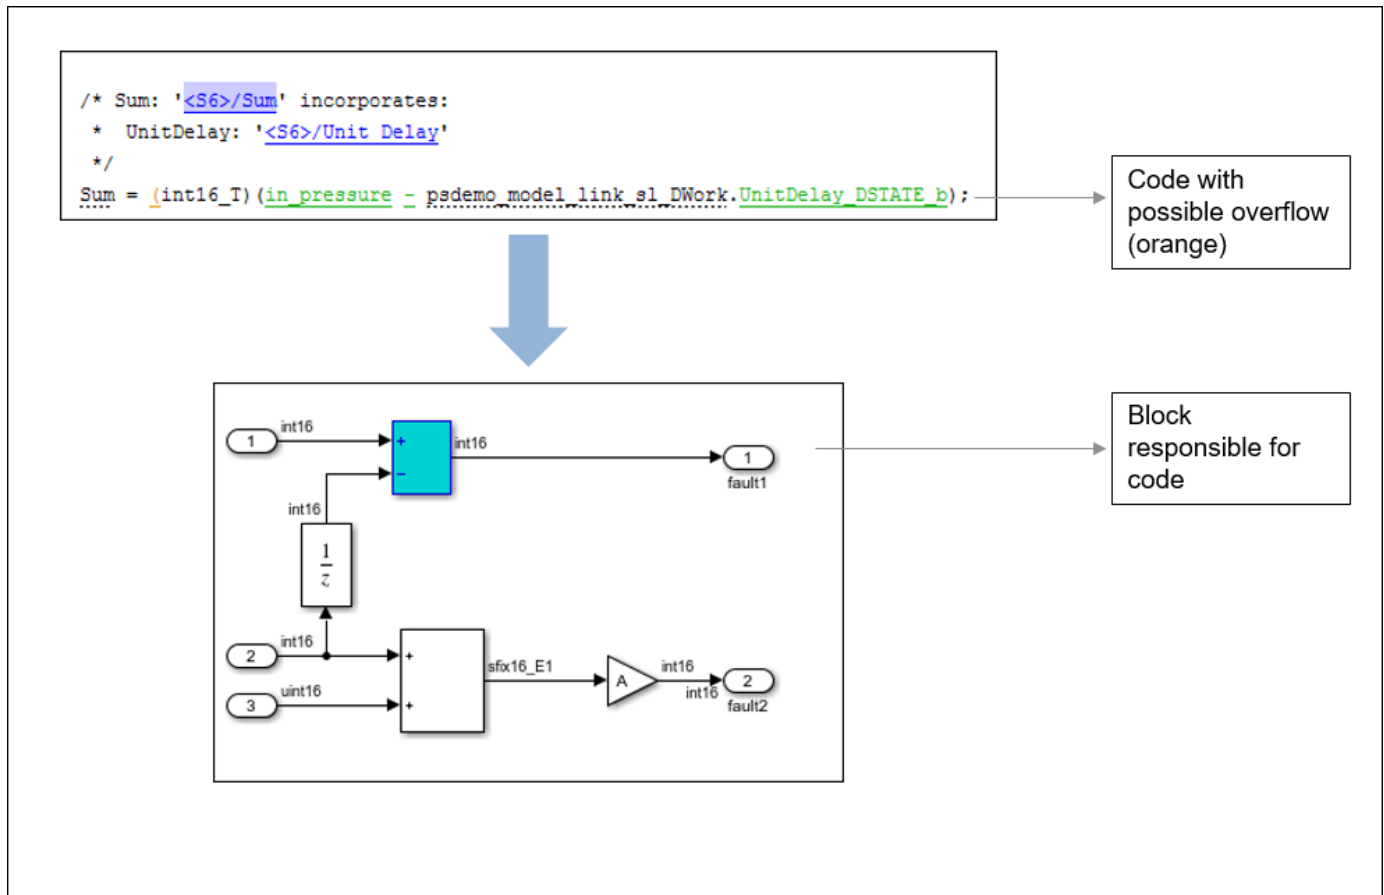 /* Sum: '<S6>/Sum' incorporates:
*  UnitDelay: '<S6>/Unit Delay'
*/
Sum = (int16_T)(in_pressure - psdemo_model_link_sl_DWork.UnitDelay_DSTATE_b);
Code with
possible overflow
(orange)
Block
responsible for
code
1
int16
+
−
int16
1
fault1
int16
1
z
2
int16
+
sfix16_E1
A
int16
int16
2
fault2
3
uint16
+